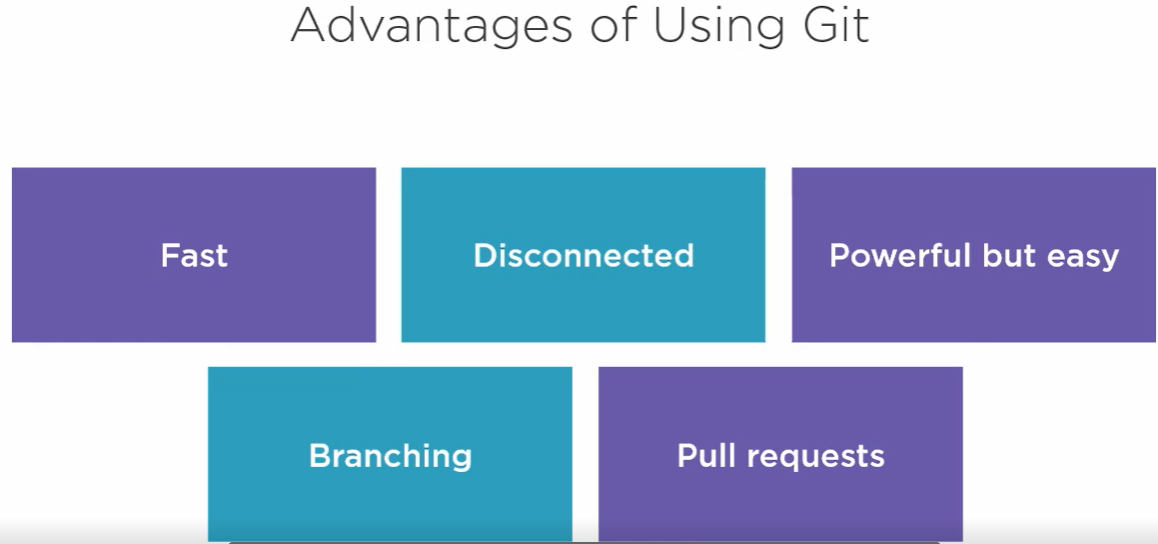 Advantages of Using Git
Fast
Disconnected
Powerful but easy
Branching
Pull requests